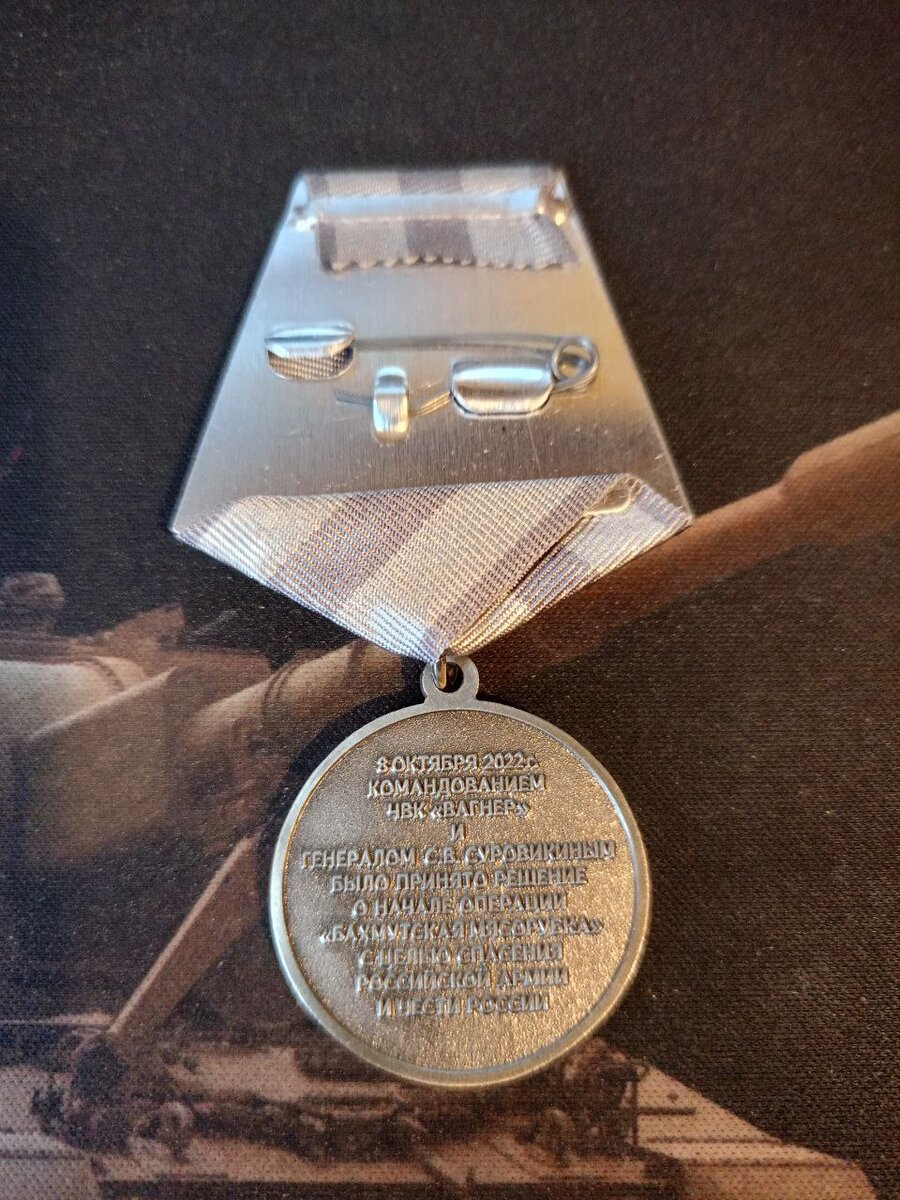 8 ОКТЯБРЯ 2022г.
КОМАНДОВАНИЕМ
ЧВК «ВАГНЕР»
И
ГЕНЕРАЛОМ С.В. СУРОВИКИНЫМ
БЫЛО ПРИНЯТО РЕШЕНИЕ
О НАЧАЛЕ ОПЕРАЦИИ
«БАХМУТСКАЯ МЯСОРУБКА»
С ЦЕЛЬЮ СПАСЕНИЯ
РОССИЙСКОЙ АРМИИ
И ЧЕСТИ РОССИИ